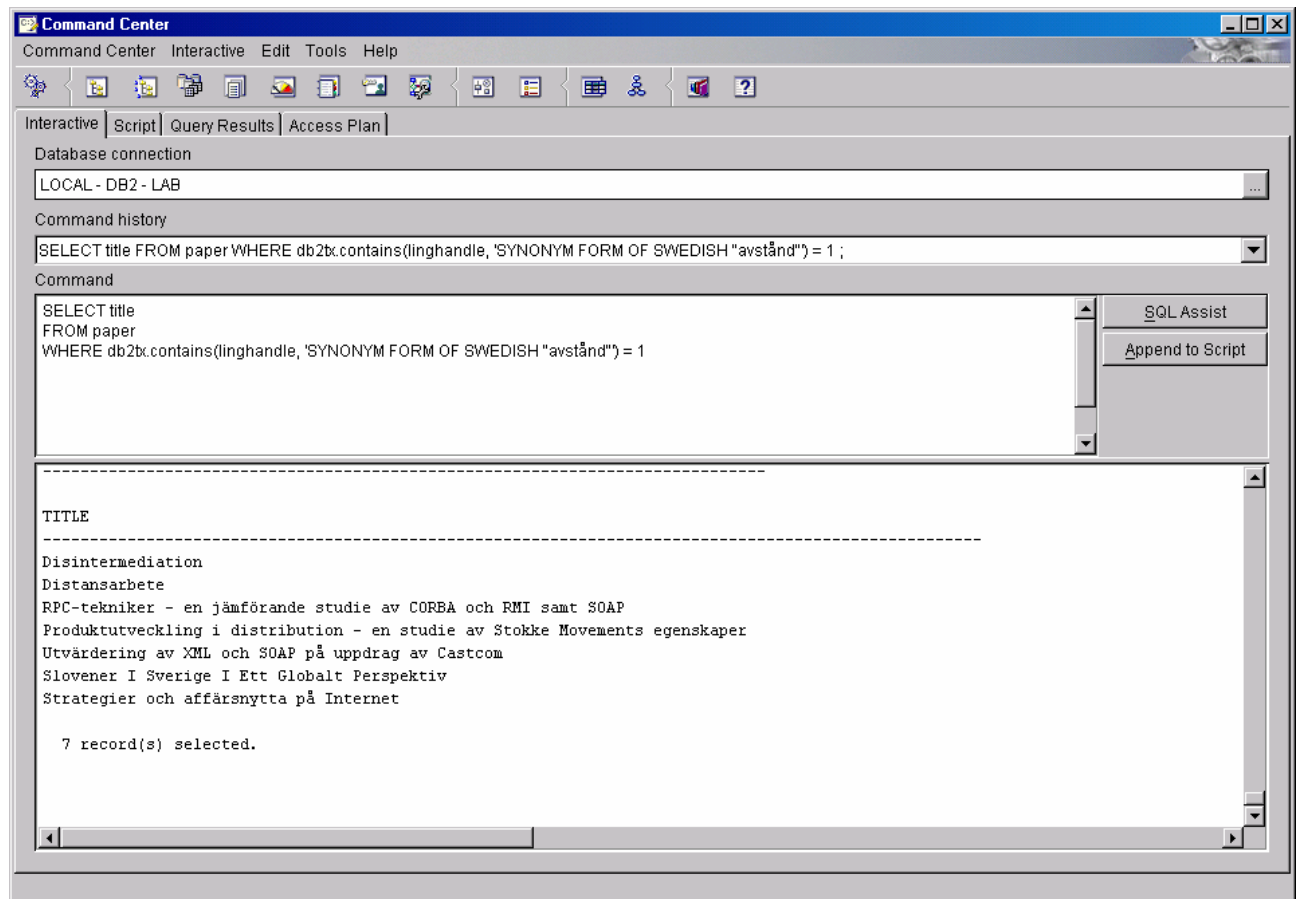 Command Center
Command Center Interactive Edit Tools Help
Interactive Script Query Results Access Plan
Database connection
LOCAL - DB2 - LAB
...
Command history
SELECT title FROM paper WHERE db2tx.contains(linghandle, 'SYNONYM FORM OF SWEDISH "avstånd"') = 1 ;
Command
SELECT title
FROM paper
WHERE db2tx.contains(linghandle, 'SYNONYM FORM OF SWEDISH "avstånd"') = 1
SQL Assist
Append to Script
-----------------------------------------------------------------------------
TITLE
----------------------------------------------------------------------------------------------------
Disintermediation
Distansarbete
RPC-tekniker - en jämförande studie av CORBA och RMI samt SOAP
Produktutveckling i distribution - en studie av Stokke Movements egenskaper
Utvärdering av XML och SOAP på uppdrag av Castcom
Slovener I Sverige I Ett Globalt Perspektiv
Strategier och affärsnytta på Internet
7 record(s) selected.